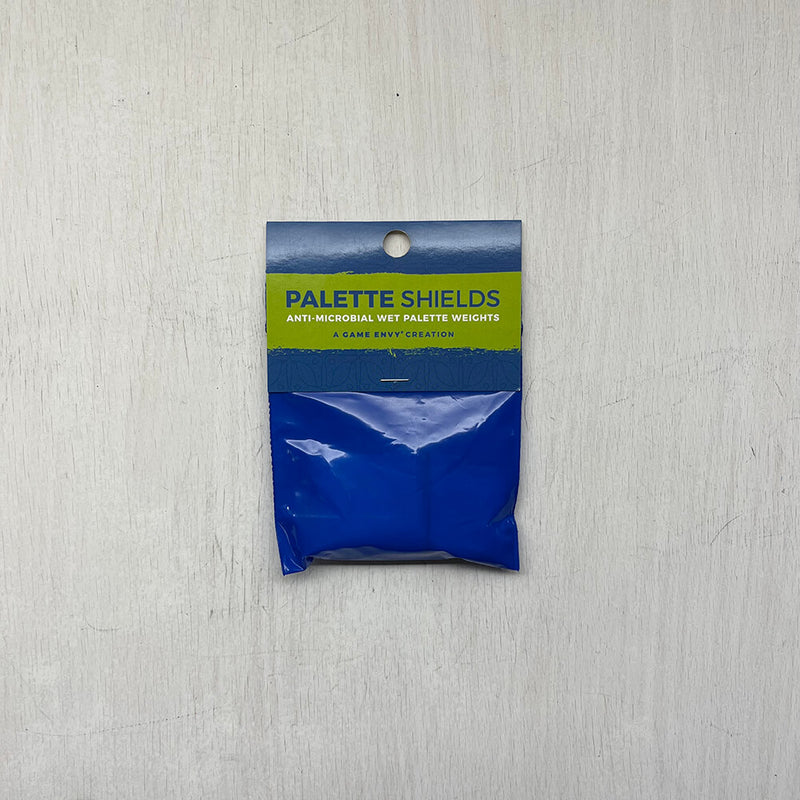 PALETTE SHIELDS
ANTI-MICROBIAL WET PALETTE WEIGHTS
A GAME ENVY® CREATION